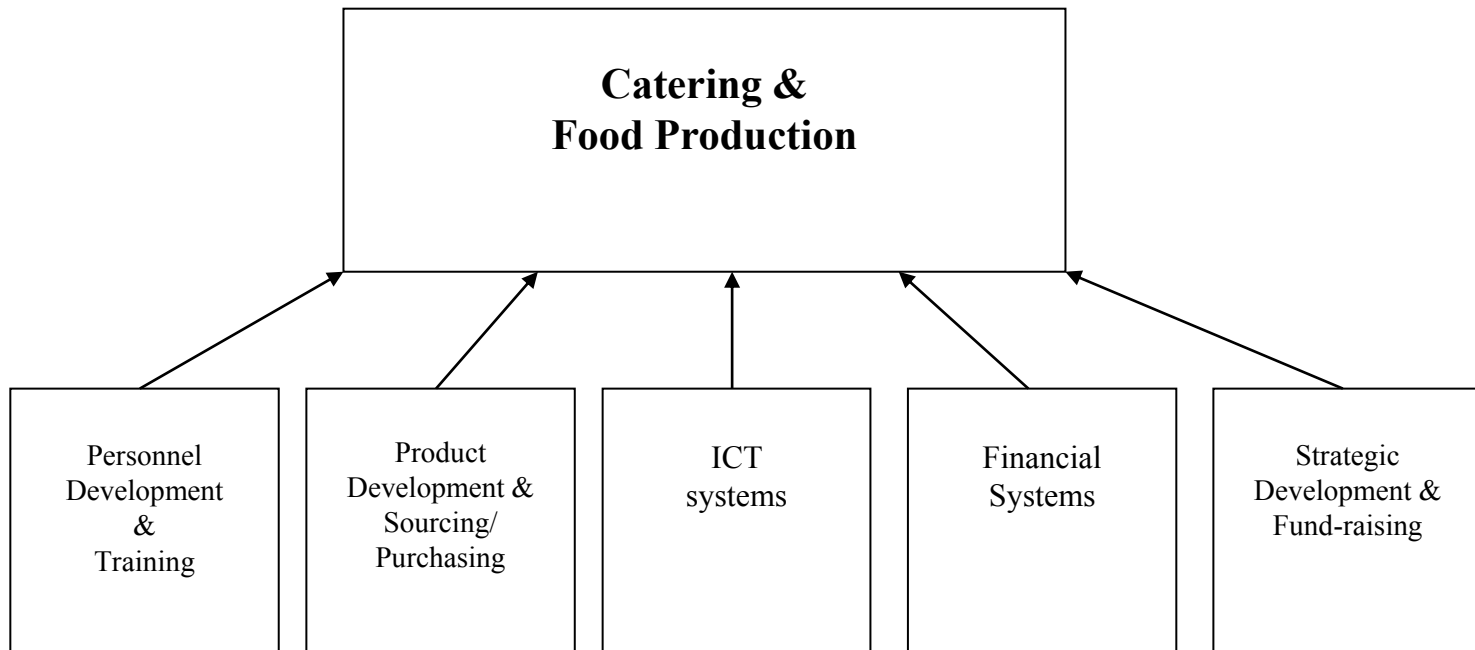 Catering &
Food Production
Personnel
Development
&
Training
Product
Development &
Sourcing/
Purchasing
ICT
systems
Financial
Systems
Strategic
Development &
Fund-raising